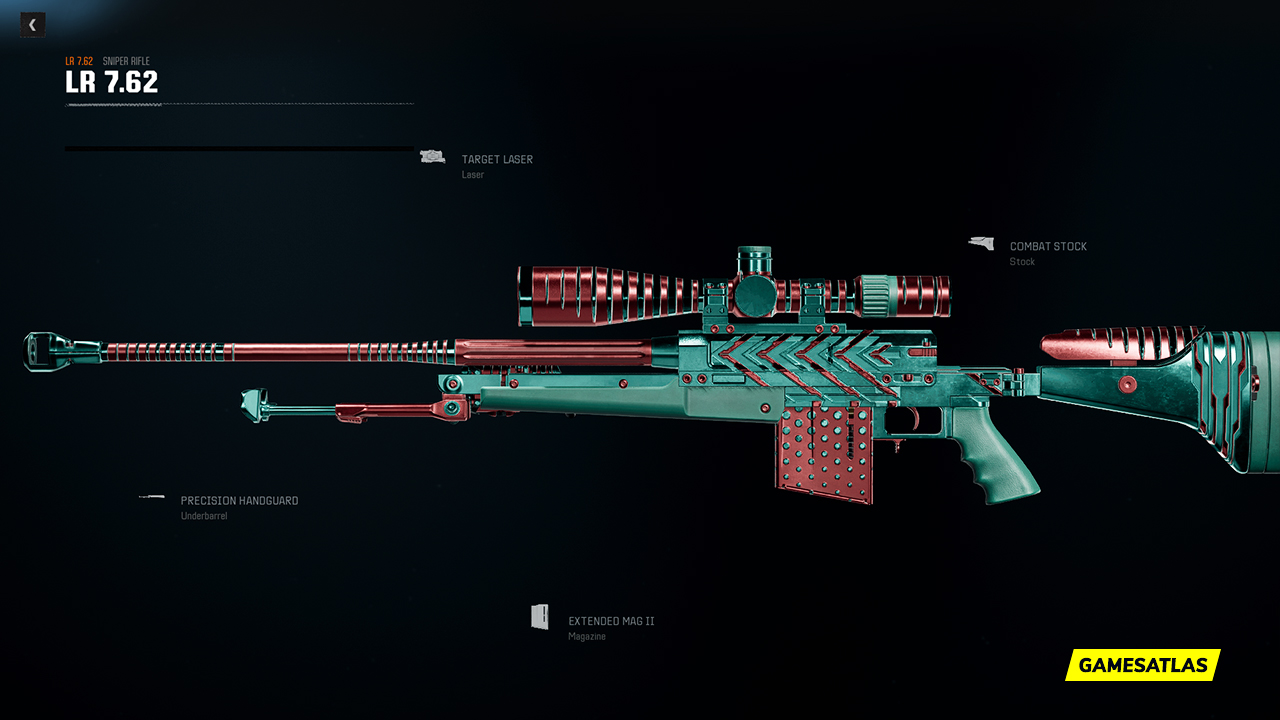 LR 7.62 SNIPER RIFLE
LR 7.62
TARGET LASER
Laser
COMBAT STOCK
Stock
PRECISION HANDGUARD
Underbarrel
EXTENDED MAG II
Magazine
GAMESATLAS